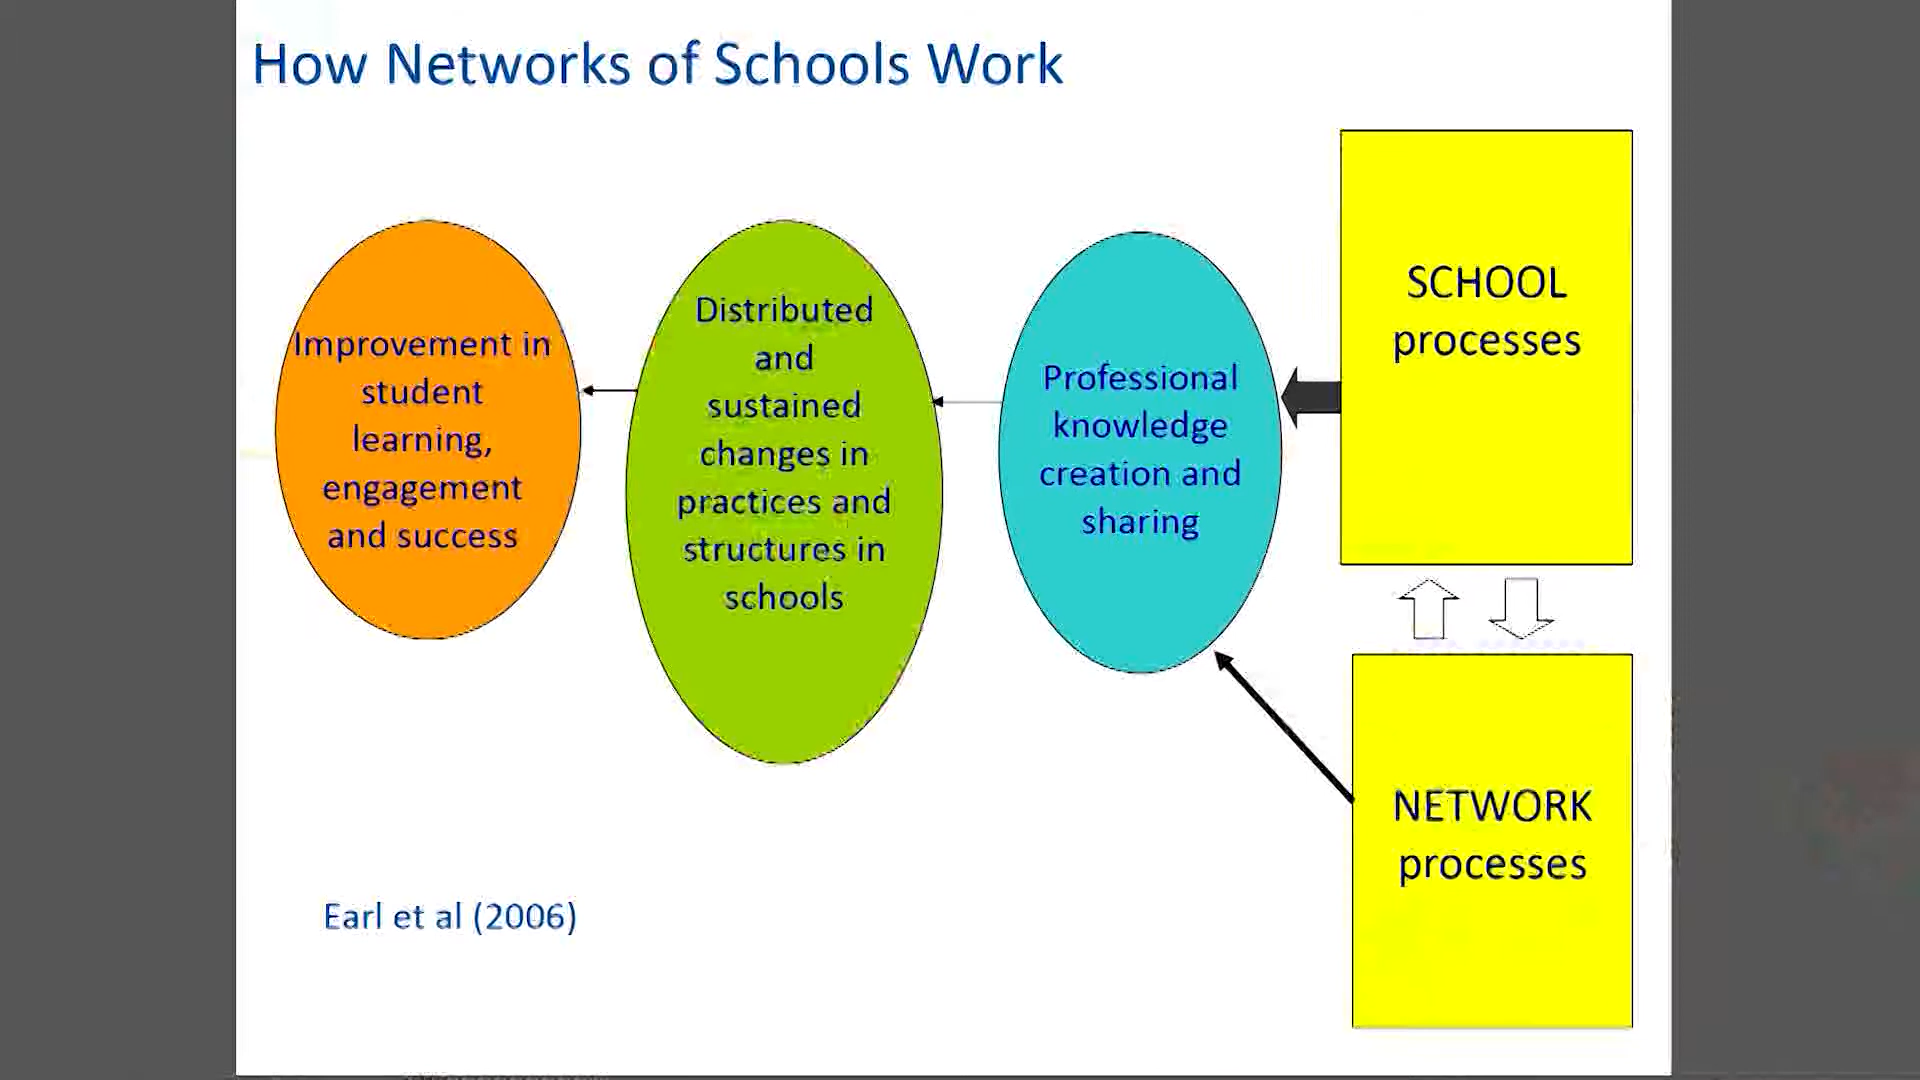 How Networks of Schools Work
Improvement in
student
learning,
engagement
and success
Distributed
and
sustained
changes in
practices and
structures in
schools
Professional
knowledge
creation and
sharing
SCHOOL
processes
NETWORK
processes
Earl et al (2006)